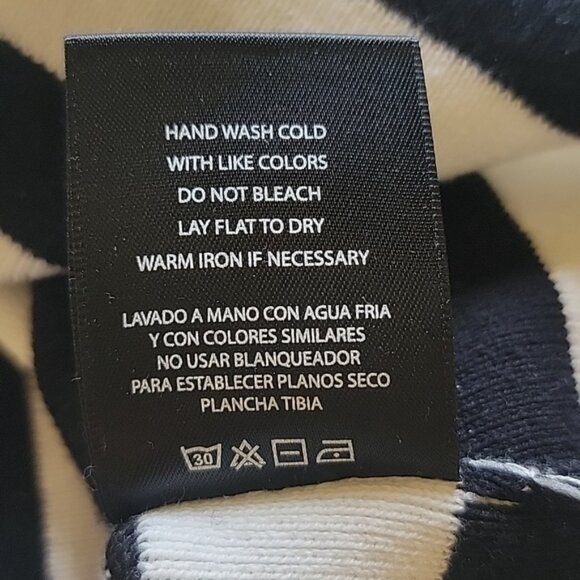 HAND WASH COLD
WITH LIKE COLORS
DO NOT BLEACH
LAY FLAT TO DRY
WARM IRON IF NECESSARY
LAVADO A MANO CON AGUA FRIA
Y CON COLORES SIMILARES
NO USAR BLANQUEADOR
PARA ESTABLECER PLANOS SECO
PLANCHA TIBIA
30